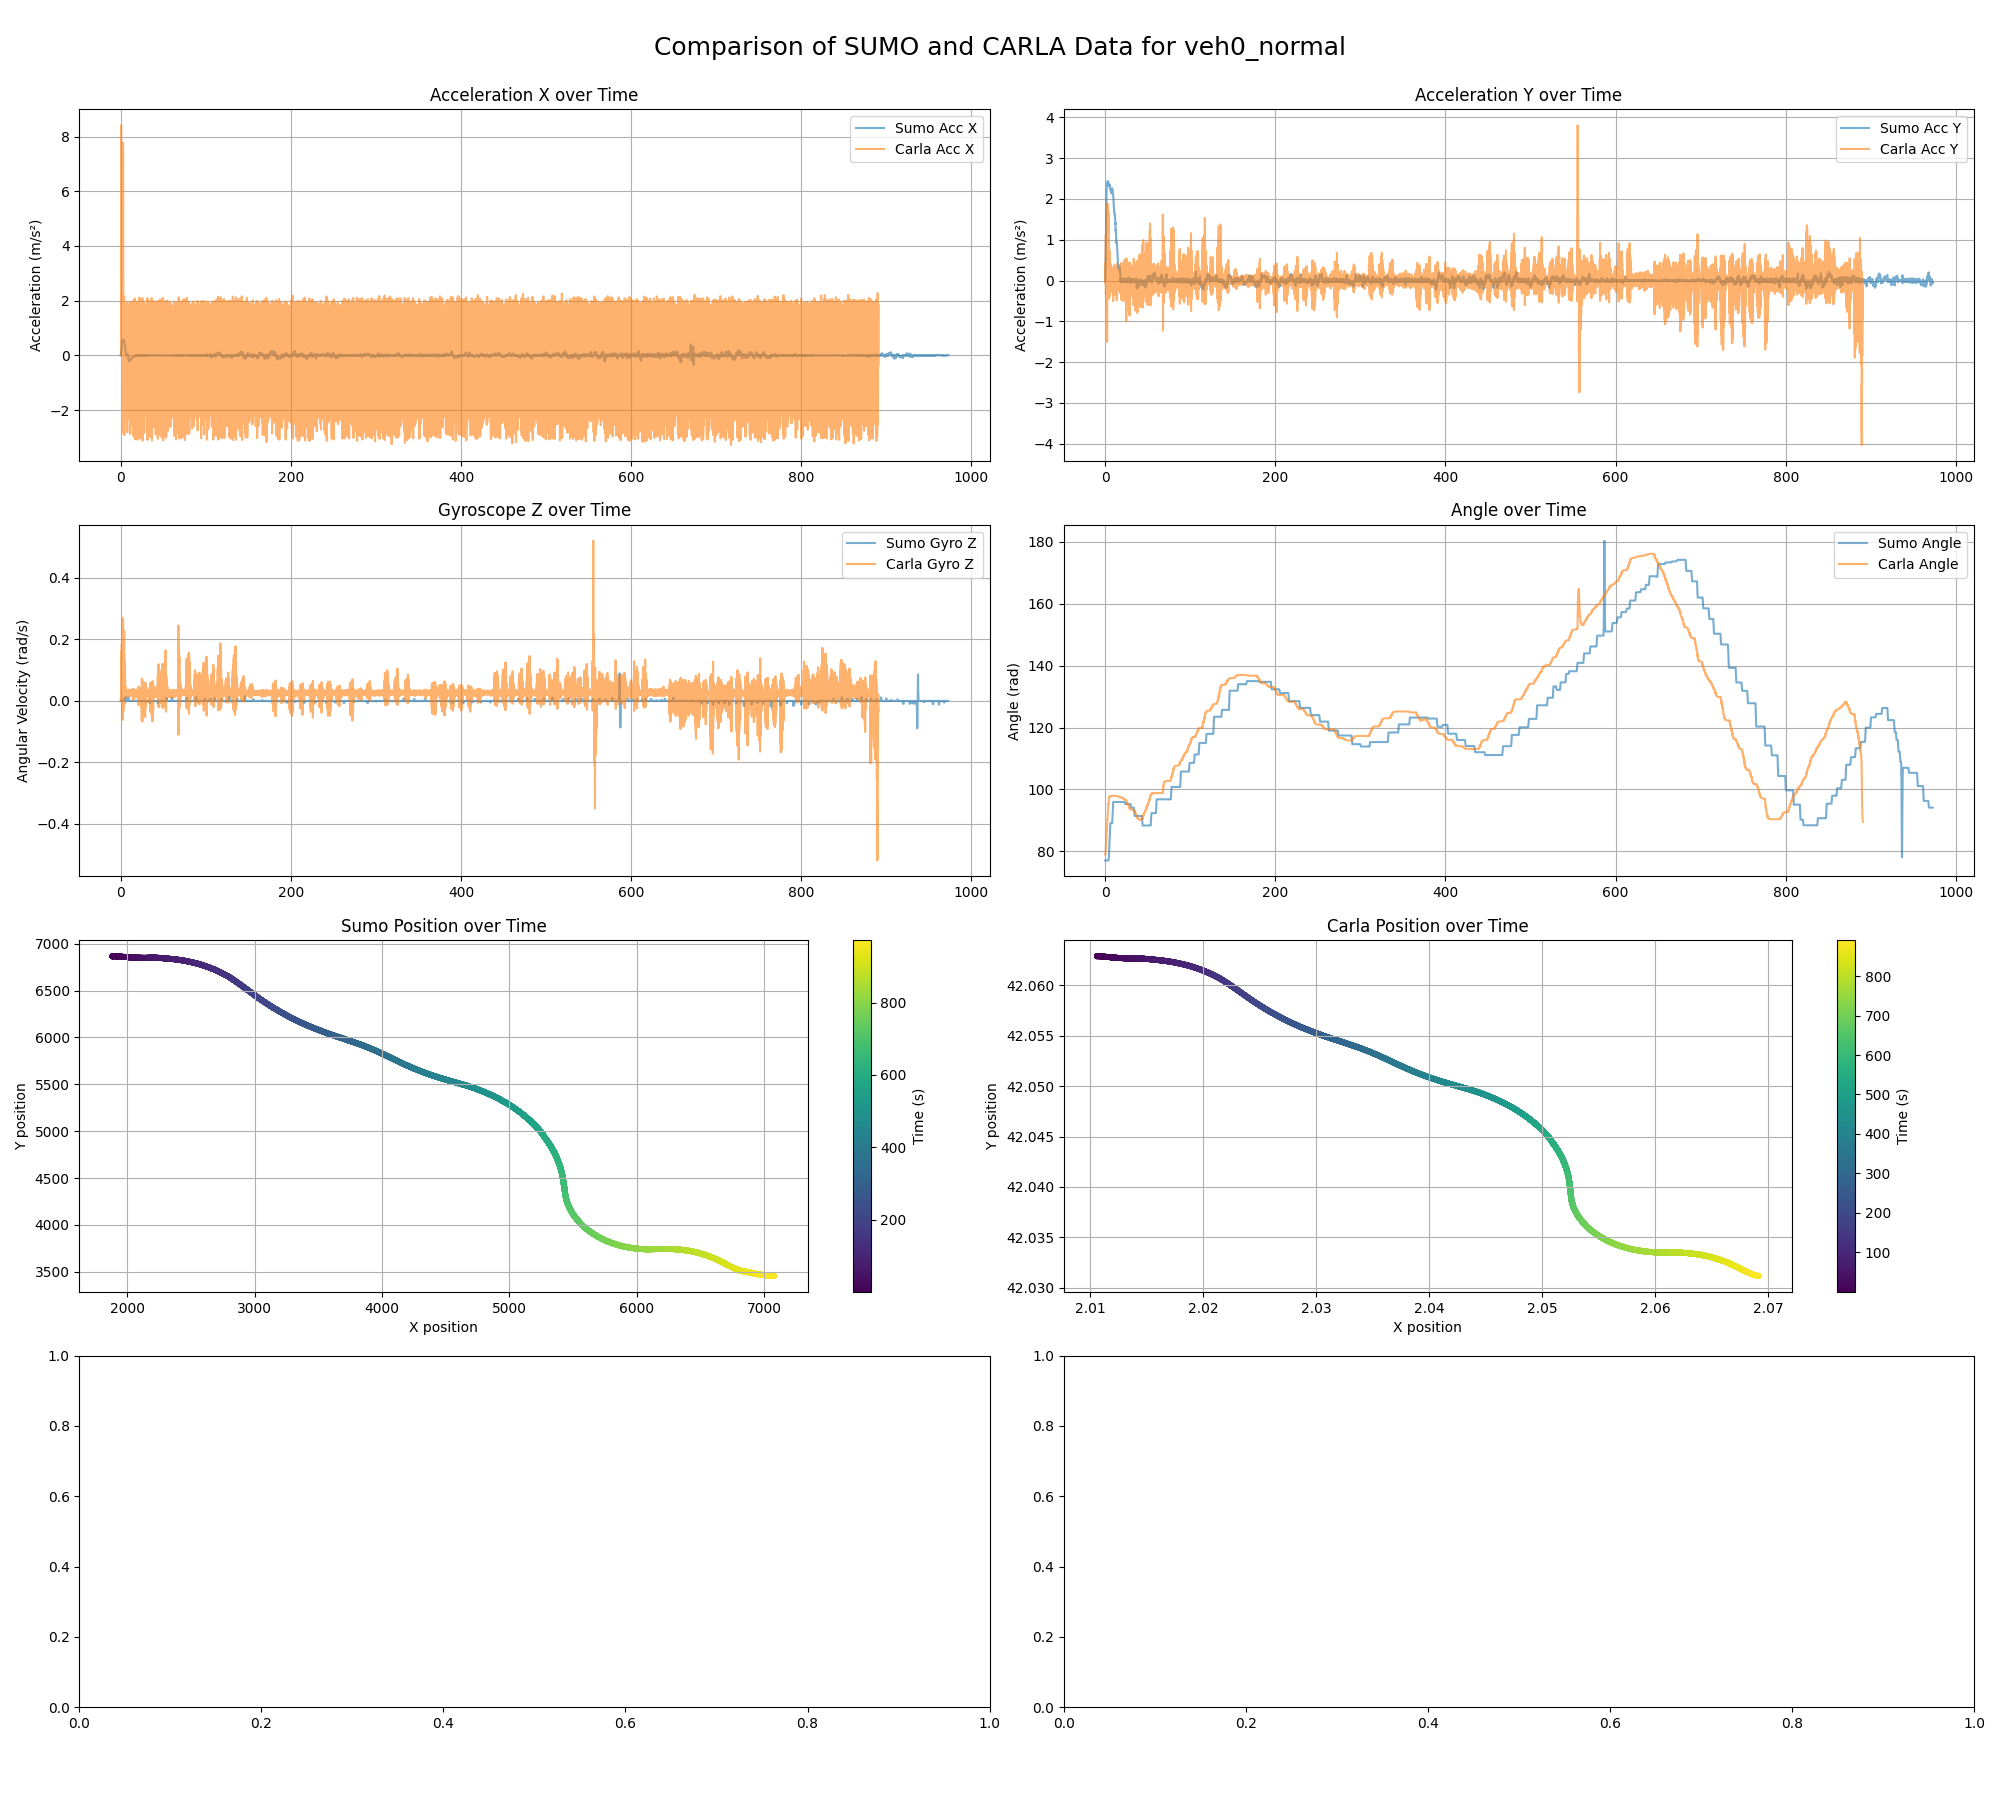 Comparison of SUMO and CARLA Data for veh0_normal
Acceleration X over Time
Acceleration (m/s²)
8
6
4
2
0
−2
Sumo Acc X
Carla Acc X
0 200 400 600 800 1000
Acceleration Y over Time
Acceleration (m/s²)
4
3
2
1
0
−1
−2
−3
−4
Sumo Acc Y
Carla Acc Y
0 200 400 600 800 1000
Gyroscope Z over Time
Angular Velocity (rad/s)
0.4
0.2
0.0
−0.2
−0.4
Sumo Gyro Z
Carla Gyro Z
0 200 400 600 800 1000
Angle over Time
Angle (rad)
180
160
140
120
100
80
Sumo Angle
Carla Angle
0 200 400 600 800 1000
Sumo Position over Time
Y position
7000
6500
6000
5500
5000
4500
4000
3500
2000 3000 4000 5000 6000 7000
X position
800
600
400
200
Time (s)
Carla Position over Time
Y position
42.060
42.055
42.050
42.045
42.040
42.035
42.030
2.01 2.02 2.03 2.04 2.05 2.06 2.07
X position
800
700
600
500
400
300
200
100
Time (s)
1.0
0.8
0.6
0.4
0.2
0.0
0.0 0.2 0.4 0.6 0.8 1.0
1.0
0.8
0.6
0.4
0.2
0.0
0.0 0.2 0.4 0.6 0.8 1.0